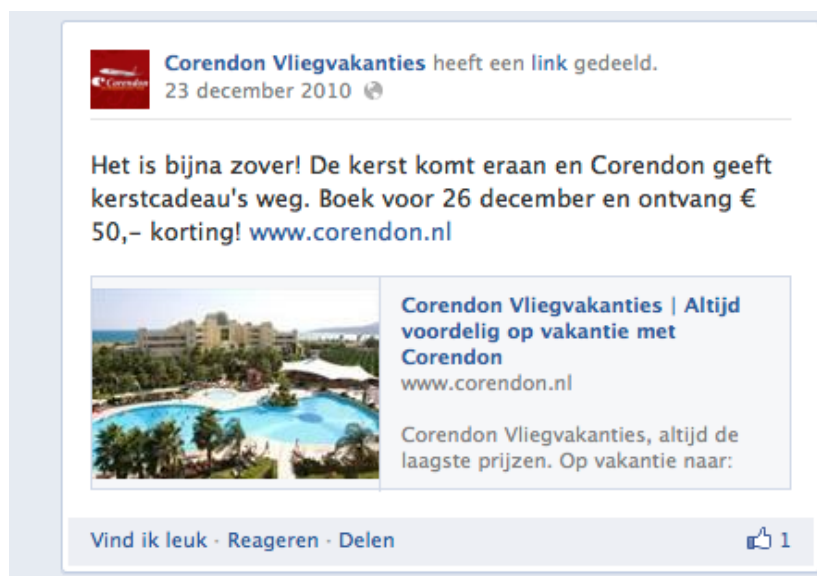 Corendon
Corendon Vliegvakanties heeft een link gedeeld.
23 december 2010
Het is bijna zover! De kerst komt eraan en Corendon geeft
kerstcadeau's weg. Boek voor 26 december en ontvang €
50,– korting! www.corendon.nl
Corendon Vliegvakanties | Altijd
voordelig op vakantie met
Corendon
www.corendon.nl
Corendon Vliegvakanties, altijd de
laagste prijzen. Op vakantie naar:
Vind ik leuk · Reageren · Delen
1